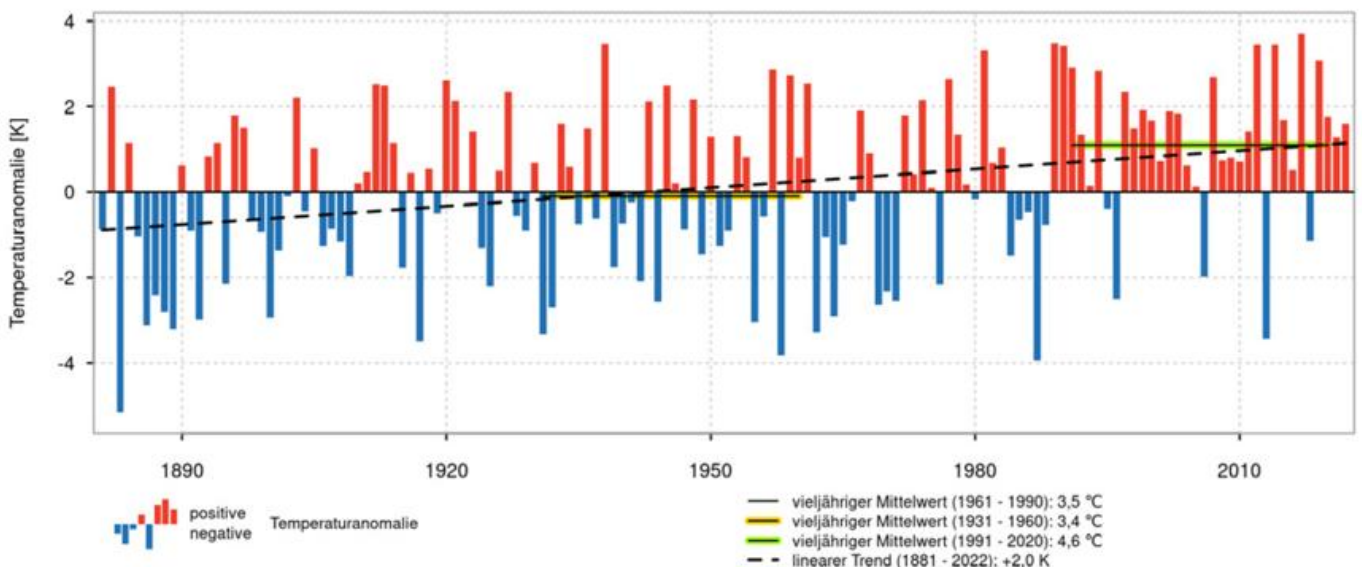 4
2
0
-2
-4
Temperaturanomalie [K]
1890 1920 1950 1980 2010
positive
negative
Temperaturanomalie
vieljähriger Mittelwert (1961 - 1990): 3,5 °C
vieljähriger Mittelwert (1931 - 1960): 3,4 °C
vieljähriger Mittelwert (1991 - 2020): 4,6 °C
linearer Trend (1881 - 2022): +2,0 K